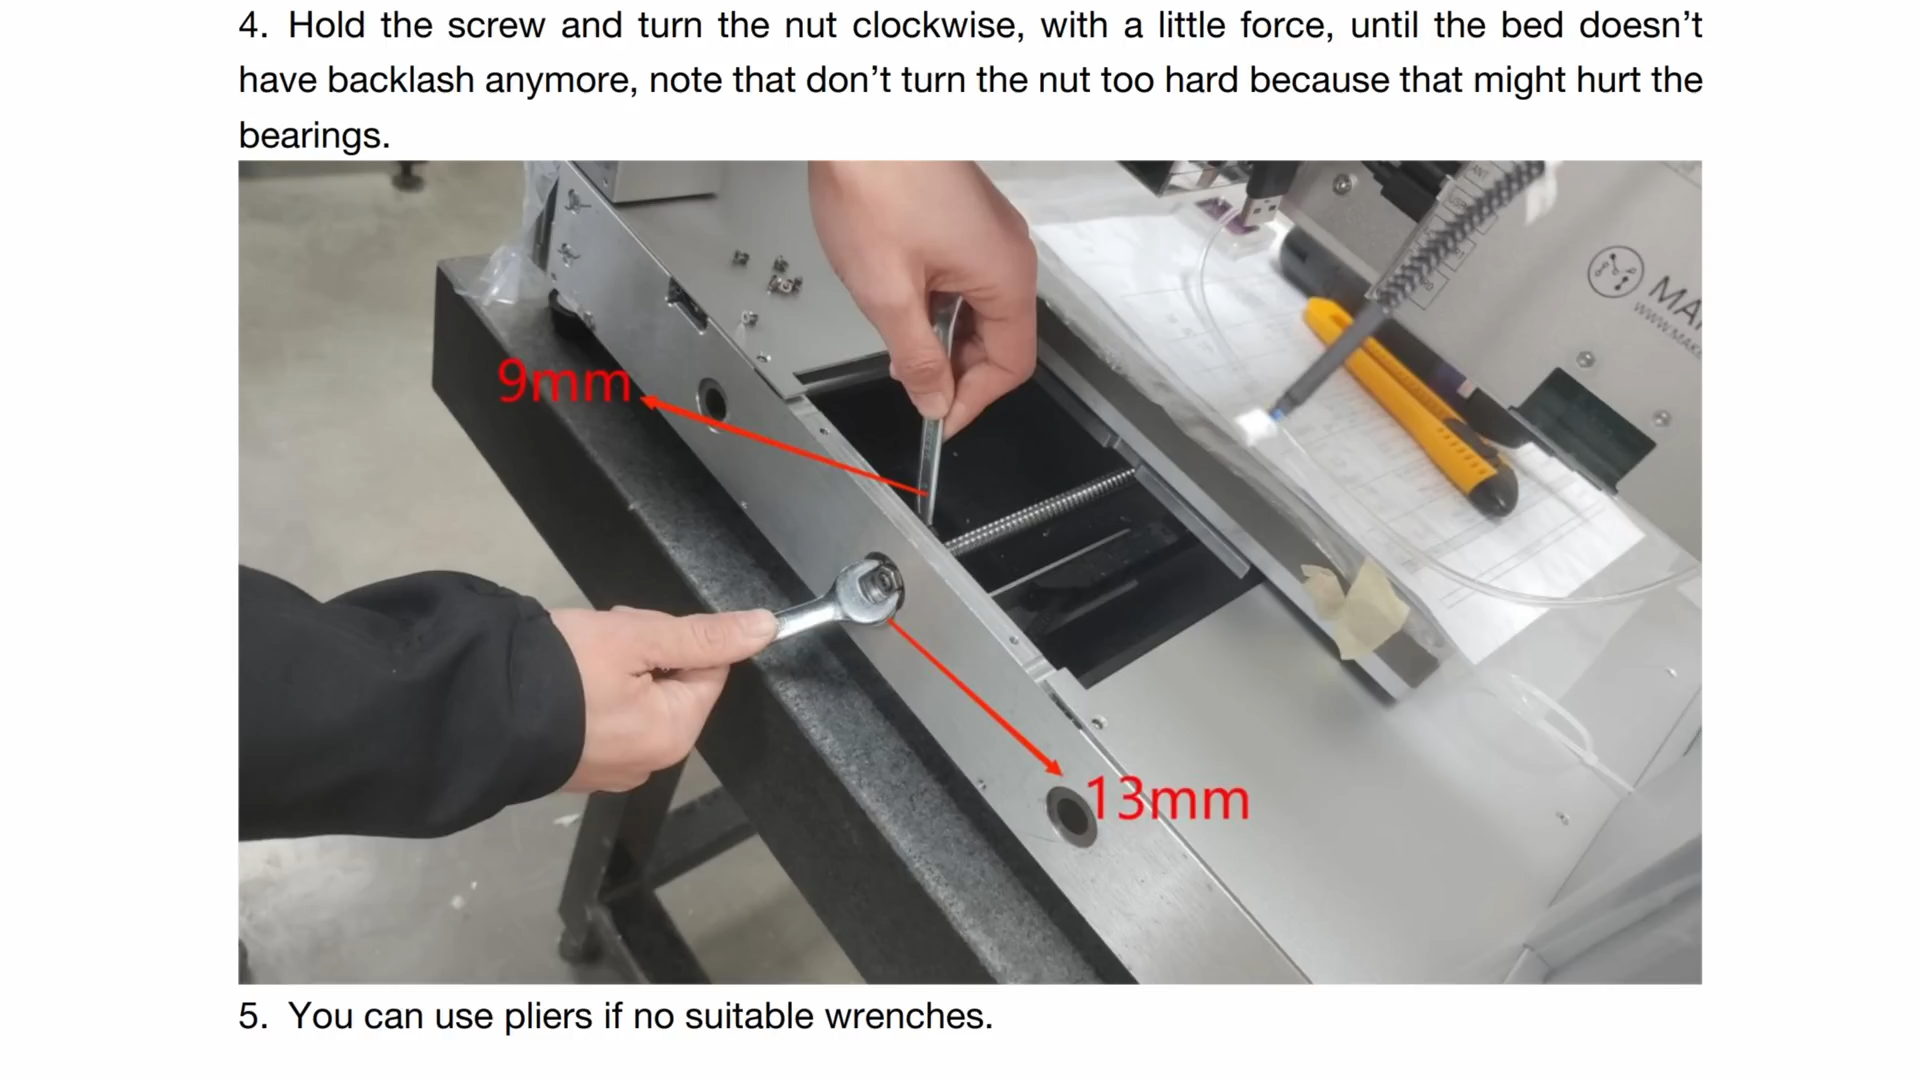 4. Hold the screw and turn the nut clockwise, with a little force, until the bed doesn’t
have backlash anymore, note that don’t turn the nut too hard because that might hurt the
bearings.
9mm
13mm
5. You can use pliers if no suitable wrenches.